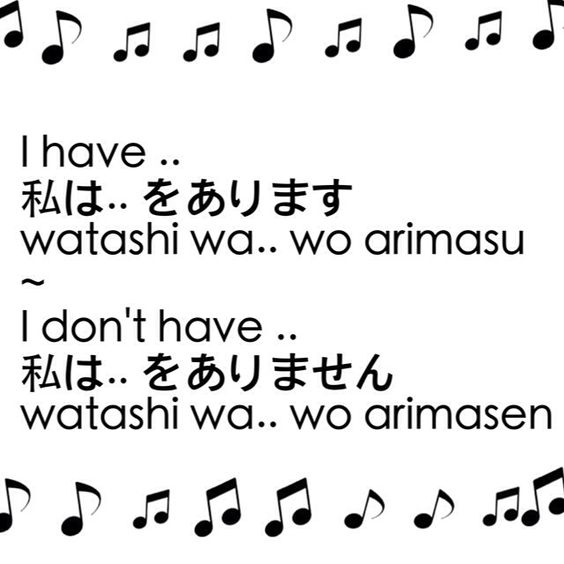 I have ..
私は.. をあります
watashi wa.. wo arimasu
~
I don't have ..
私は.. をありません
watashi wa.. wo arimasen